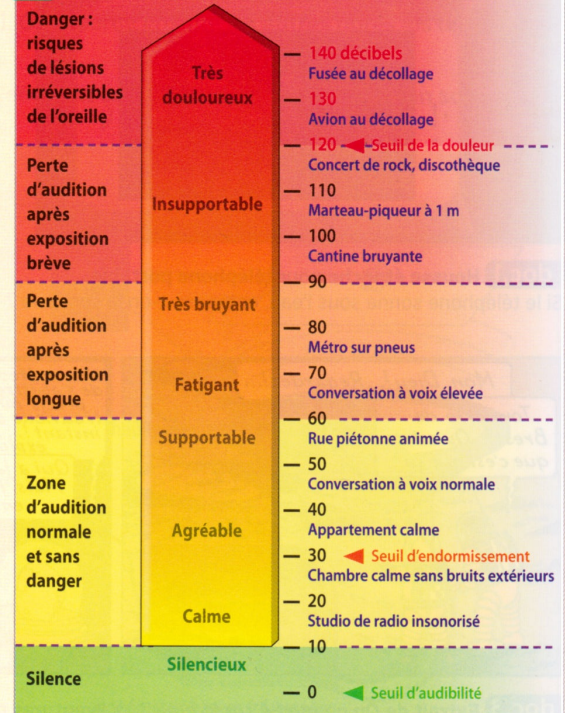 Danger :
risques
de lésions
irréversibles
de l'oreille
Perte
d'audition
après
exposition
brève
Perte
d'audition
après
exposition
longue
Zone
d'audition
normale
et sans
danger
Silence
Très
douloureux
Insupportable
Très bruyant
Fatigant
Supportable
Agréable
Calme
Silencieux
140 décibels
Fusée au décollage
130
Avion au décollage
120 Seuil de la douleur
Concert de rock, discothèque
110
Marteau-piqueur à 1 m
100
Cantine bruyante
90
80
Métro sur pneus
70
Conversation à voix élevée
60
Rue piétonne animée
50
Conversation à voix normale
40
Appartement calme
30 Seuil d'endormissement
Chambre calme sans bruits extérieurs
20
Studio de radio insonorisé
10
0 Seuil d'audibilité